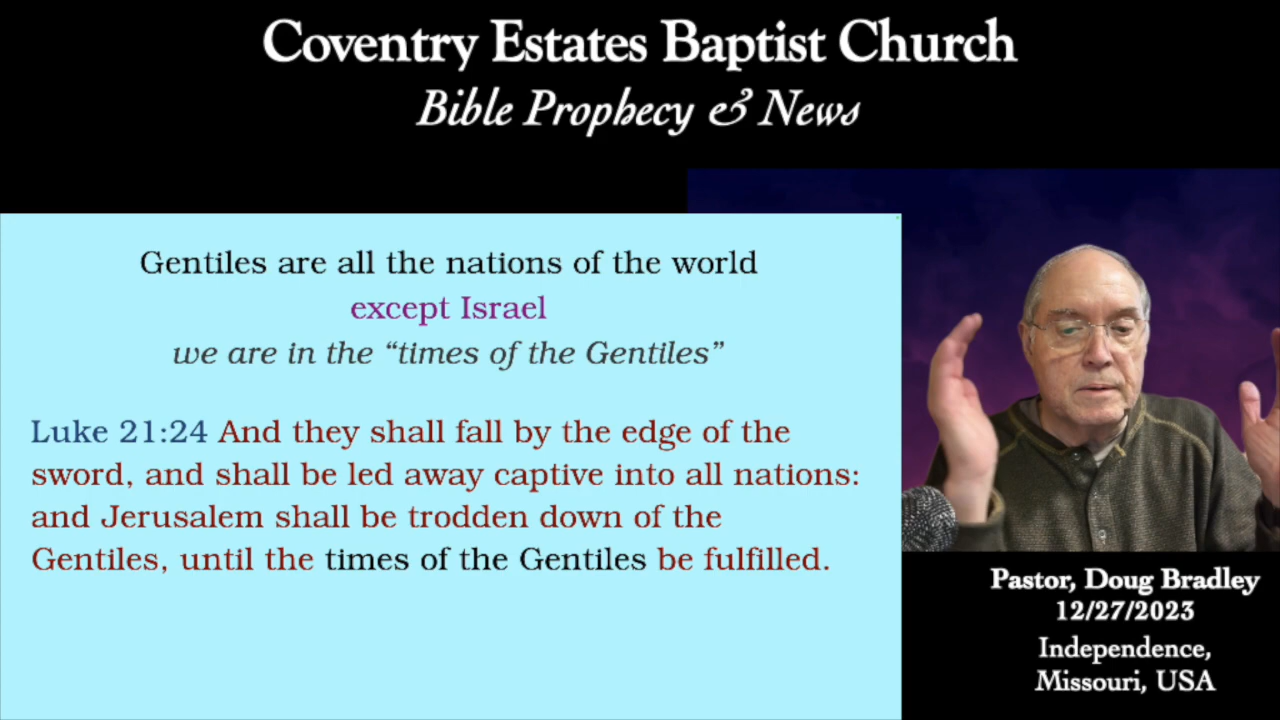 Coventry Estates Baptist Church
Bible Prophecy & News
Gentiles are all the nations of the world
except Israel
we are in the “times of the Gentiles”
Luke 21:24 And they shall fall by the edge of the
sword, and shall be led away captive into all nations:
and Jerusalem shall be trodden down of the
Gentiles, until the times of the Gentiles be fulfilled.
Pastor, Doug Bradley
12/27/2023
Independence,
Missouri, USA